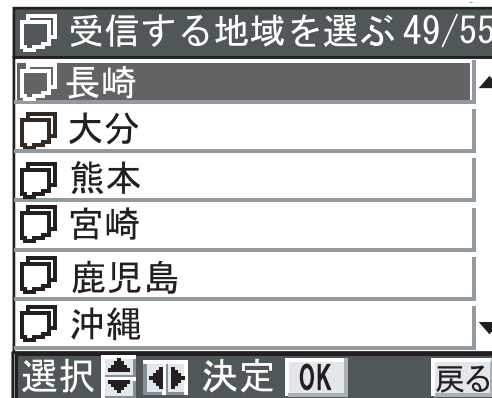 受信する地域を選ぶ 49/55
長崎
大分
熊本
宮崎
鹿児島
沖縄
選択 決定 OK 戻る